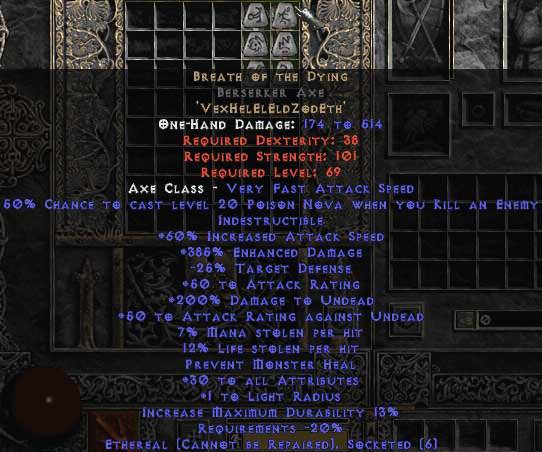 Breath of the Dying
Berserker Axe
'VexHelElEldZodEth'
One-Hand Damage: 174 to 514
Required Dexterity: 38
Required Strength: 101
Required Level: 69
Axe Class - Very Fast Attack Speed
50% Chance to cast level 20 Poison Nova when you Kill an Enemy
Indestructible
+60% Increased Attack Speed
+385% Enhanced Damage
-25% Target Defense
+50 to Attack Rating
+200% Damage to Undead
+50 to Attack Rating against Undead
7% Mana stolen per hit
12% Life stolen per hit
Prevent Monster Heal
+30 to all Attributes
+1 to Light Radius
Increase Maximum Durability 13%
Requirements -20%
Ethereal (Cannot be Repaired), Socketed (6)